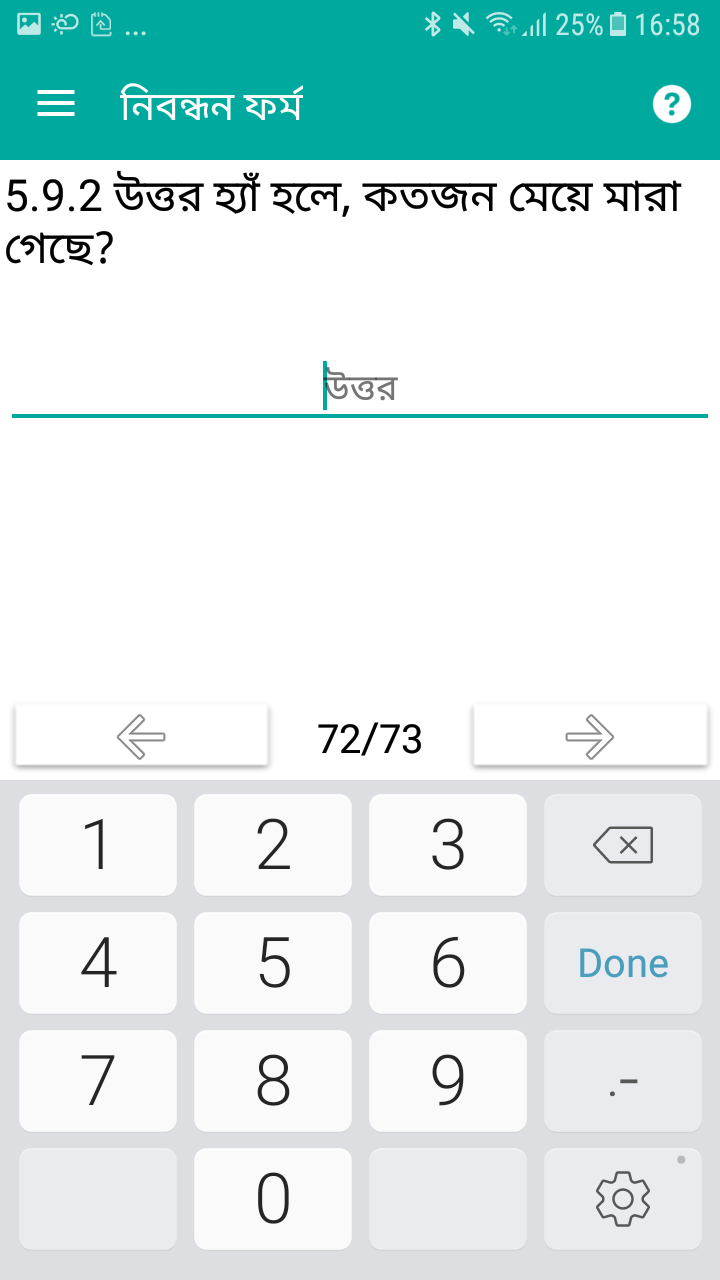 ... 25% 16:58
নিবন্ধন ফর্ম ?
5.9.2 উত্তর হ্যাঁ হলে, কতজন মেয়ে মারা
গেছে?
উত্তর
72/73
1 2 3
4 5 6 Done
7 8 9 .-
0